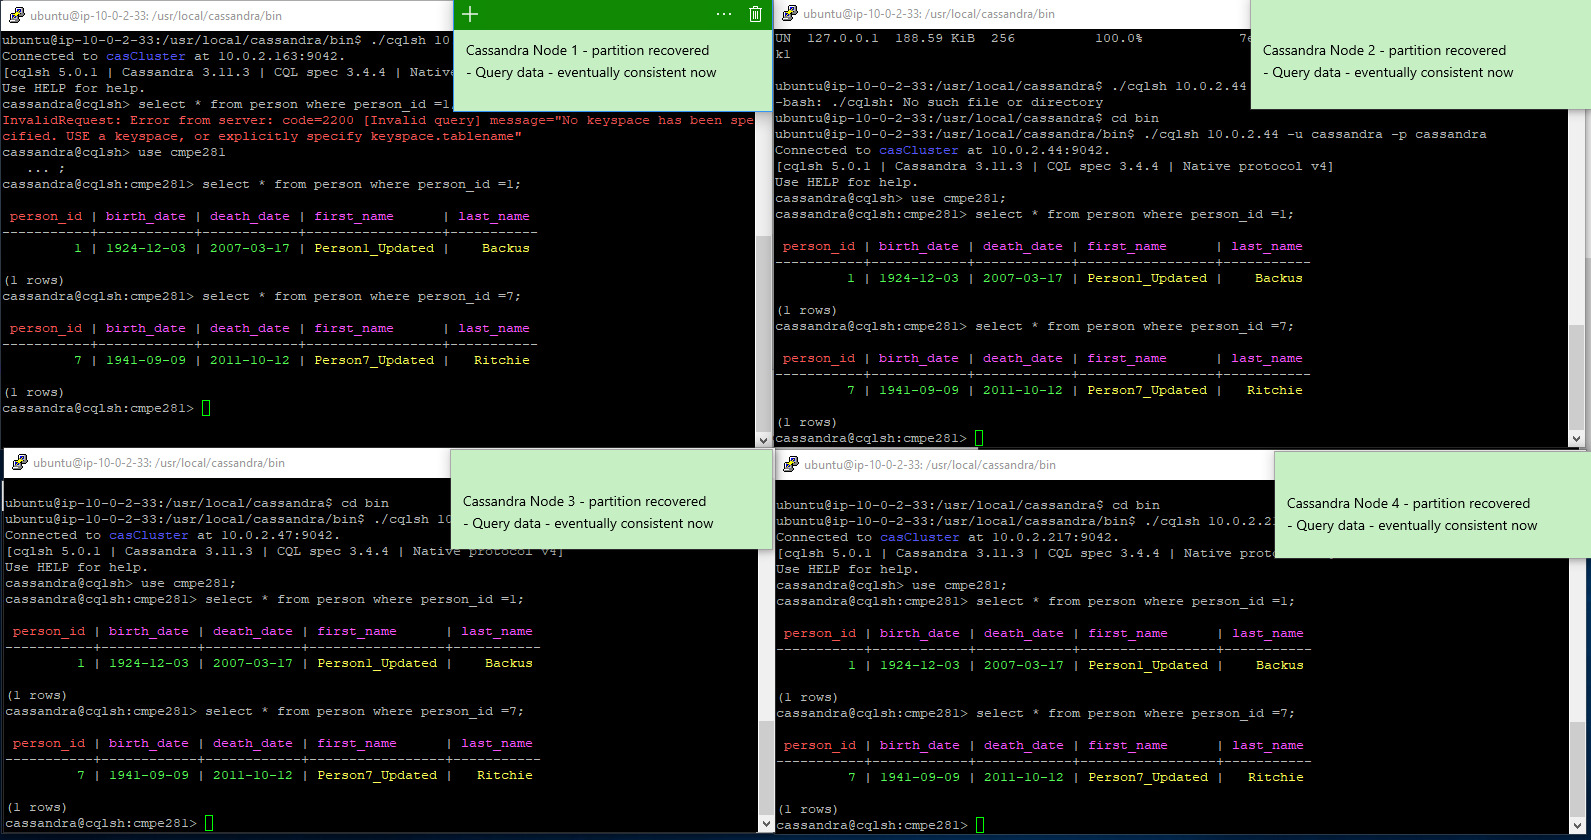 ubuntu@ip-10-0-2-33: /usr/local/cassandra/bin
ubuntu@ip-10-0-2-33:/usr/local/cassandra/bin$ ./cqlsh 10
Connected to casCluster at 10.0.2.163:9042.
[cqlsh 5.0.1 | Cassandra 3.11.3 | CQL spec 3.4.4 | Native
Use HELP for help.
cassandra@cqlsh> select * from person where person_id =1;
InvalidRequest: Error from server: code=2200 [Invalid query] message="No keyspace has been spe
cified. USE a keyspace, or explicitly specify keyspace.tablename"
cassandra@cqlsh> use cmpe281
   ... ;
cassandra@cqlsh:cmpe281> select * from person where person_id =1;
 person_id | birth_date | death_date | first_name      | last_name
-----------+------------+------------+-----------------+-----------
         1 | 1924-12-03 | 2007-03-17 | Person1_Updated |    Backus
(1 rows)
cassandra@cqlsh:cmpe281> select * from person where person_id =7;
 person_id | birth_date | death_date | first_name      | last_name
-----------+------------+------------+-----------------+-----------
         7 | 1941-09-09 | 2011-10-12 | Person7_Updated |   Ritchie
(1 rows)
cassandra@cqlsh:cmpe281>
Cassandra Node 1 - partition recovered
- Query data - eventually consistent now
ubuntu@ip-10-0-2-33: /usr/local/cassandra/bin
UN  127.0.0.1  188.59 KiB  256          100.0%            7e
k1
ubuntu@ip-10-0-2-33:/usr/local/cassandra$ ./cqlsh 10.0.2.44
-bash: ./cqlsh: No such file or directory
ubuntu@ip-10-0-2-33:/usr/local/cassandra$ cd bin
ubuntu@ip-10-0-2-33:/usr/local/cassandra/bin$ ./cqlsh 10.0.2.44 -u cassandra -p cassandra
Connected to casCluster at 10.0.2.44:9042.
[cqlsh 5.0.1 | Cassandra 3.11.3 | CQL spec 3.4.4 | Native protocol v4]
Use HELP for help.
cassandra@cqlsh> use cmpe281;
cassandra@cqlsh:cmpe281> select * from person where person_id =1;
 person_id | birth_date | death_date | first_name      | last_name
-----------+------------+------------+-----------------+-----------
         1 | 1924-12-03 | 2007-03-17 | Person1_Updated |    Backus
(1 rows)
cassandra@cqlsh:cmpe281> select * from person where person_id =7;
 person_id | birth_date | death_date | first_name      | last_name
-----------+------------+------------+-----------------+-----------
         7 | 1941-09-09 | 2011-10-12 | Person7_Updated |   Ritchie
(1 rows)
cassandra@cqlsh:cmpe281>
Cassandra Node 2 - partition recovered
- Query data - eventually consistent now
ubuntu@ip-10-0-2-33: /usr/local/cassandra/bin
ubuntu@ip-10-0-2-33:/usr/local/cassandra$ cd bin
ubuntu@ip-10-0-2-33:/usr/local/cassandra/bin$ ./cqlsh 10
Connected to casCluster at 10.0.2.47:9042.
[cqlsh 5.0.1 | Cassandra 3.11.3 | CQL spec 3.4.4 | Native protocol v4]
Use HELP for help.
cassandra@cqlsh> use cmpe281;
cassandra@cqlsh:cmpe281> select * from person where person_id =1;
 person_id | birth_date | death_date | first_name      | last_name
-----------+------------+------------+-----------------+-----------
         1 | 1924-12-03 | 2007-03-17 | Person1_Updated |    Backus
(1 rows)
cassandra@cqlsh:cmpe281> select * from person where person_id =7;
 person_id | birth_date | death_date | first_name      | last_name
-----------+------------+------------+-----------------+-----------
         7 | 1941-09-09 | 2011-10-12 | Person7_Updated |   Ritchie
(1 rows)
cassandra@cqlsh:cmpe281>
Cassandra Node 3 - partition recovered
- Query data - eventually consistent now
ubuntu@ip-10-0-2-33: /usr/local/cassandra/bin
ubuntu@ip-10-0-2-33:/usr/local/cassandra$ cd bin
ubuntu@ip-10-0-2-33:/usr/local/cassandra/bin$ ./cqlsh 10.0.2.2
Connected to casCluster at 10.0.2.217:9042.
[cqlsh 5.0.1 | Cassandra 3.11.3 | CQL spec 3.4.4 | Native prot
Use HELP for help.
cassandra@cqlsh> use cmpe281;
cassandra@cqlsh:cmpe281> select * from person where person_id =1;
 person_id | birth_date | death_date | first_name      | last_name
-----------+------------+------------+-----------------+-----------
         1 | 1924-12-03 | 2007-03-17 | Person1_Updated |    Backus
(1 rows)
cassandra@cqlsh:cmpe281> select * from person where person_id =7;
 person_id | birth_date | death_date | first_name      | last_name
-----------+------------+------------+-----------------+-----------
         7 | 1941-09-09 | 2011-10-12 | Person7_Updated |   Ritchie
(1 rows)
cassandra@cqlsh:cmpe281>
Cassandra Node 4 - partition recovered
- Query data - eventually consistent now